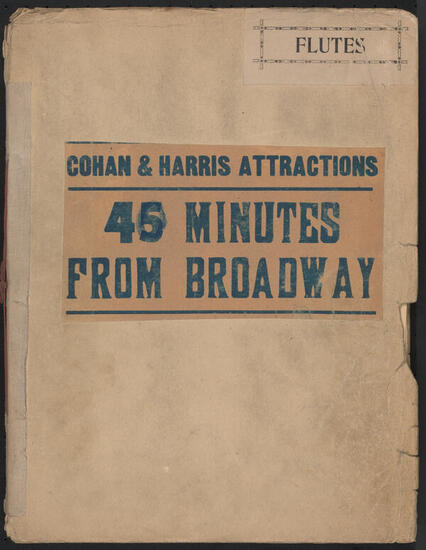 FLUTES
COHAN & HARRIS ATTRACTIONS
45 MINUTES
FROM BROADWAY